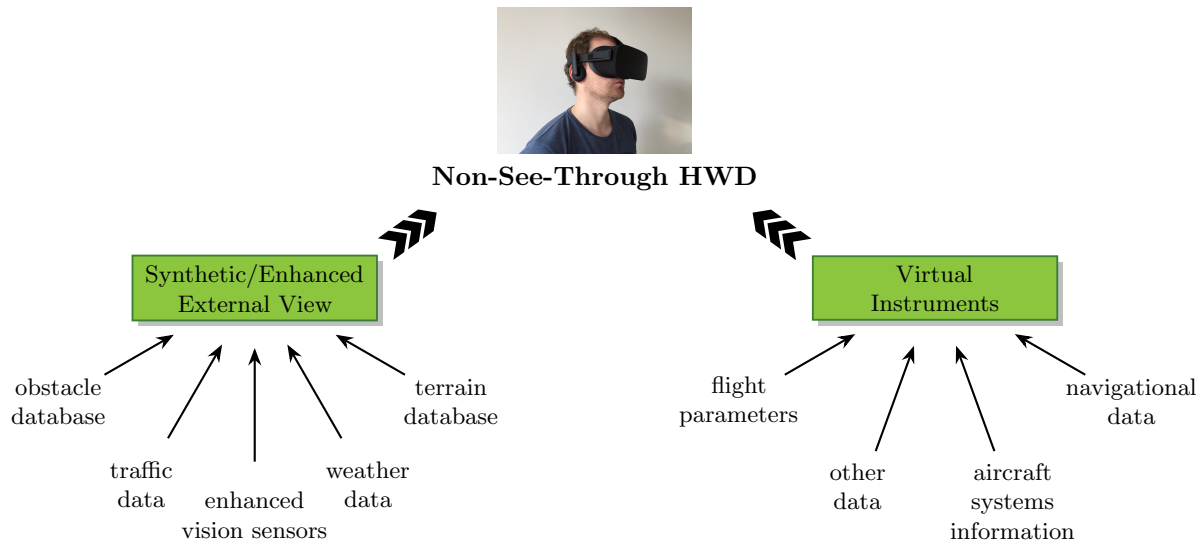 Non-See-Through HWD
Synthetic/Enhanced
External View
Virtual
Instruments
obstacle
database
traffic
data
enhanced
vision sensors
weather
data
terrain
database
flight
parameters
other
data
aircraft
systems
information
navigational
data